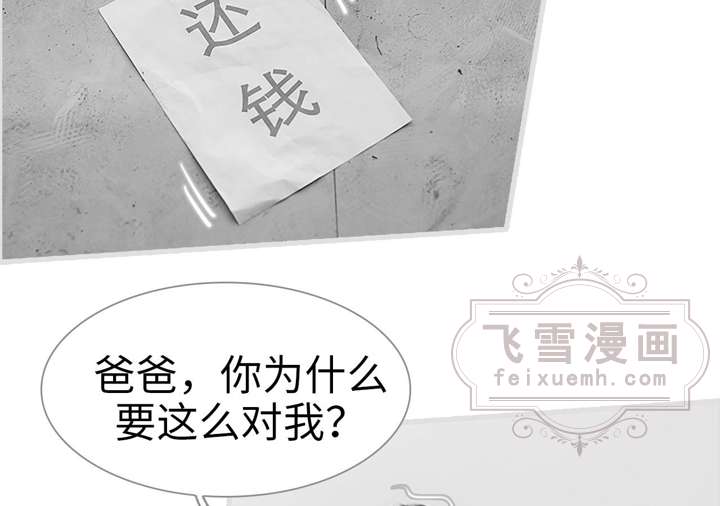 还
钱
飞雪漫画
feixuemh.com
爸爸，你为什么
要这么对我？